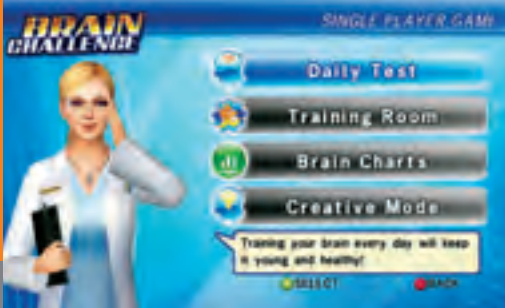 BRAIN
CHALLENGE
SINGLE PLAYER GAME
Daily Test
Training Room
Brain Charts
Creative Mode
Training your brain every day will keep
it young and healthy!
SELECT
BACK